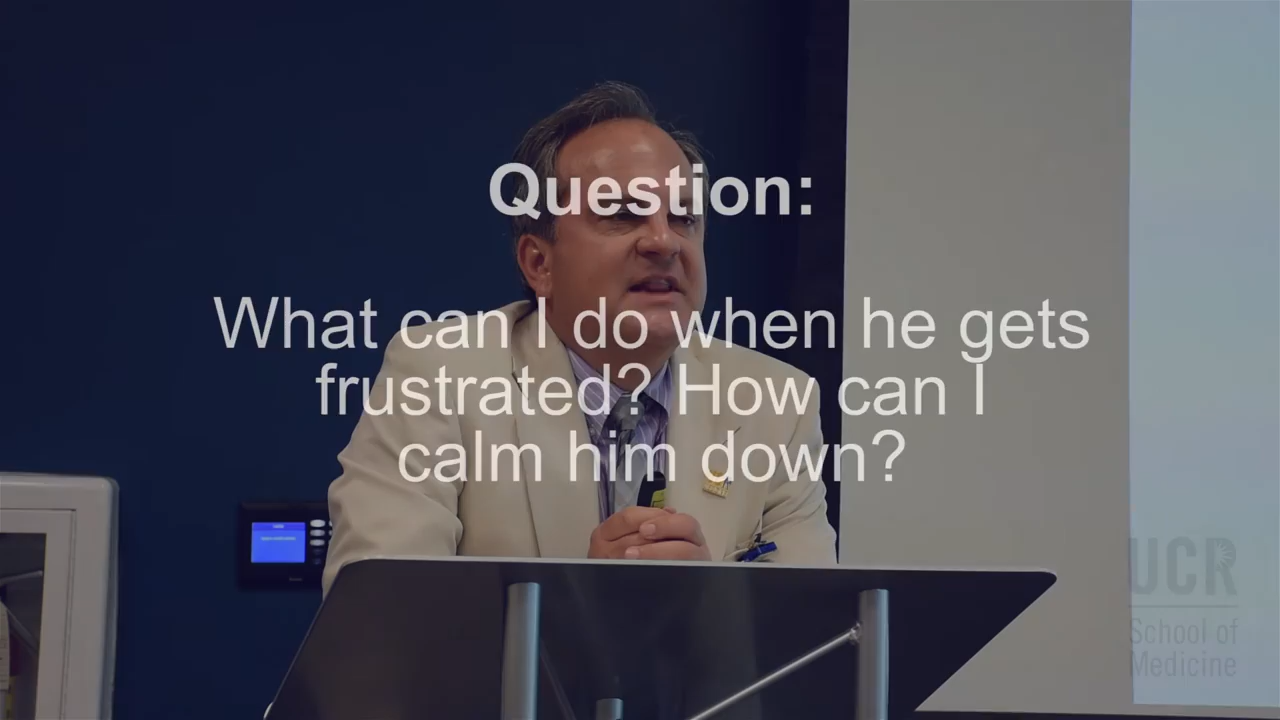 Question:
What can I do when he gets
frustrated? How can I
calm him down?
UCR
School of
Medicine